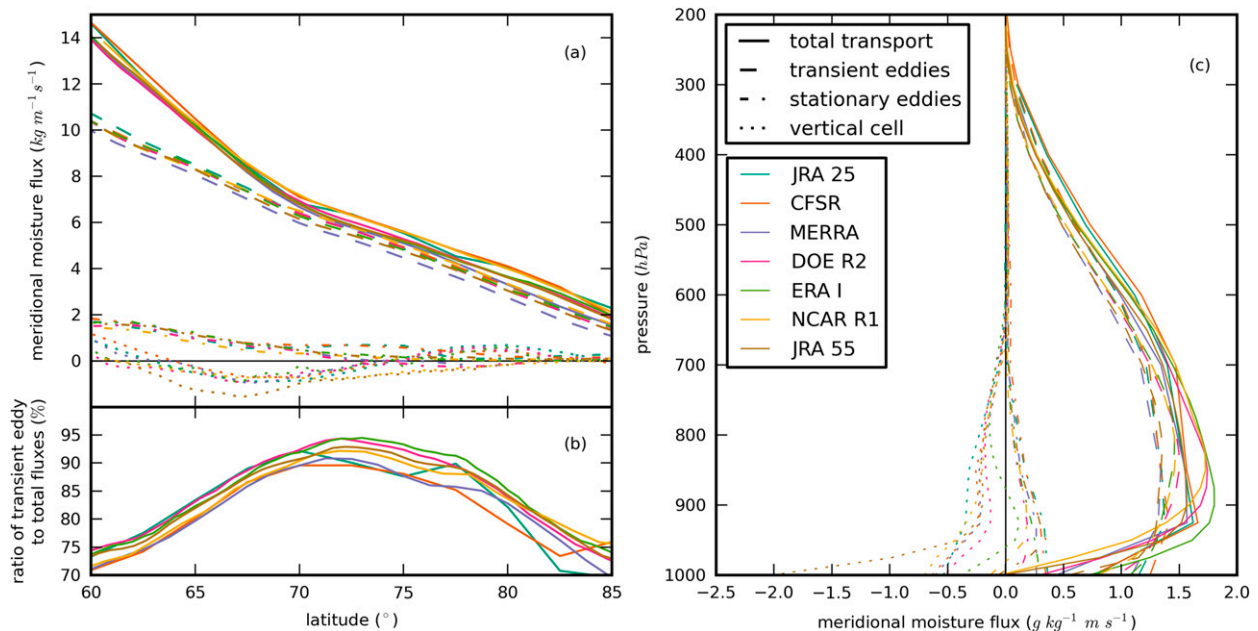 14
12
10
8
6
4
2
0
meridional moisture flux (kg m⁻¹ s⁻¹)
(a)
95
90
85
80
75
70
ratio of transient eddy
to total fluxes (%)
(b)
60 65 70 75 80 85
latitude (°)
200
300
400
500
600
700
800
900
1000
pressure (hPa)
(c)
total transport
transient eddies
stationary eddies
vertical cell
JRA 25
CFSR
MERRA
DOE R2
ERA I
NCAR R1
JRA 55
−2.5 −2.0 −1.5 −1.0 −0.5 0.0 0.5 1.0 1.5 2.0
meridional moisture flux (g kg⁻¹ m s⁻¹)